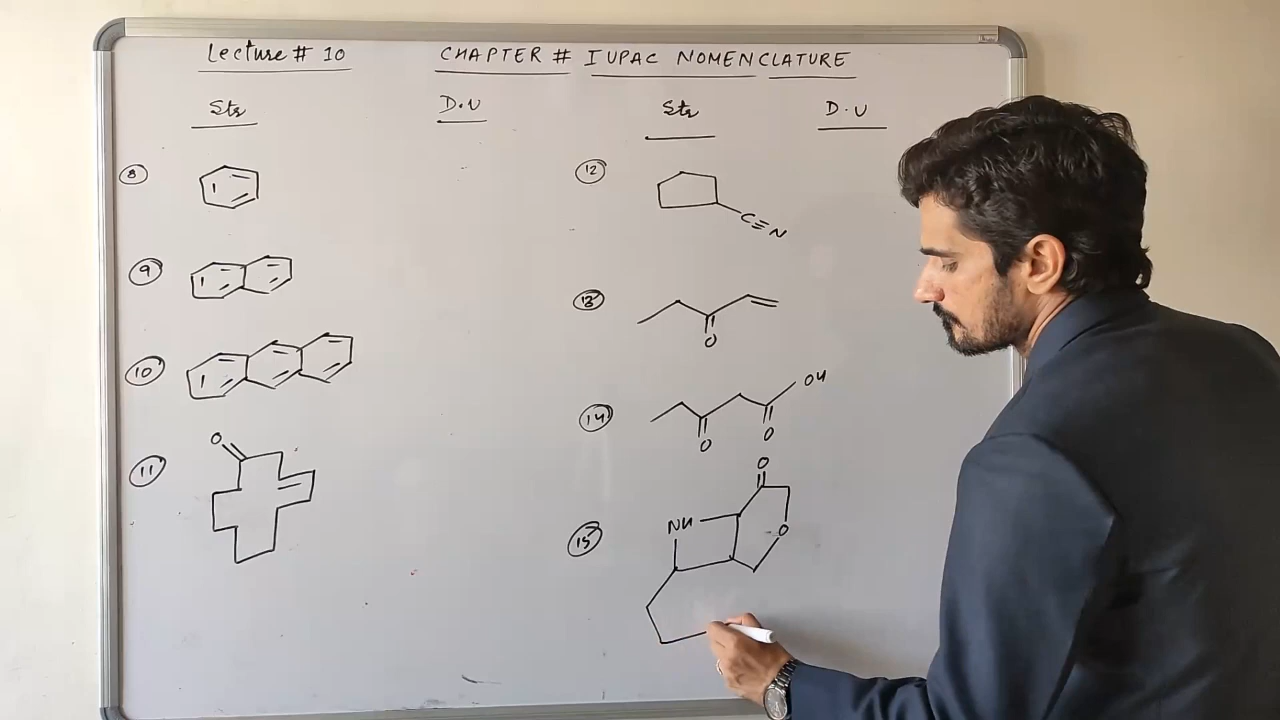 Lecture # 10
CHAPTER # IUPAC NOMENCLATURE
Str
D.U
Str
D.U
8
9
10
11
O
12
C≡N
13
O
14
O
O
OH
15
O
NH
O